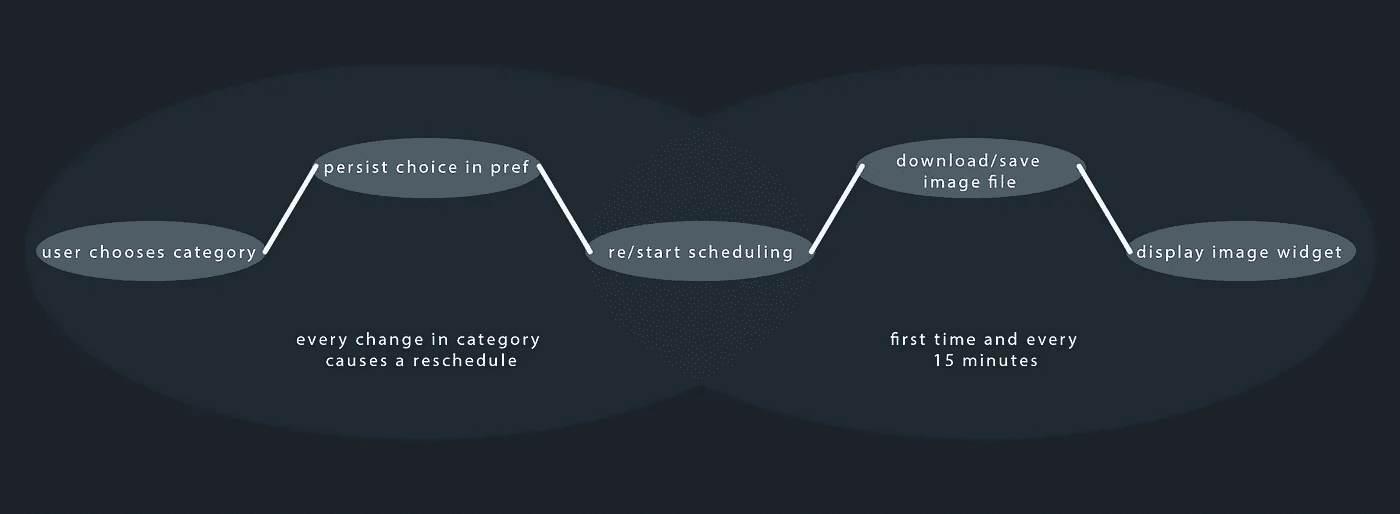 user chooses category
persist choice in pref
re/start scheduling
download/save
image file
display image widget
every change in category
causes a reschedule
first time and every
15 minutes